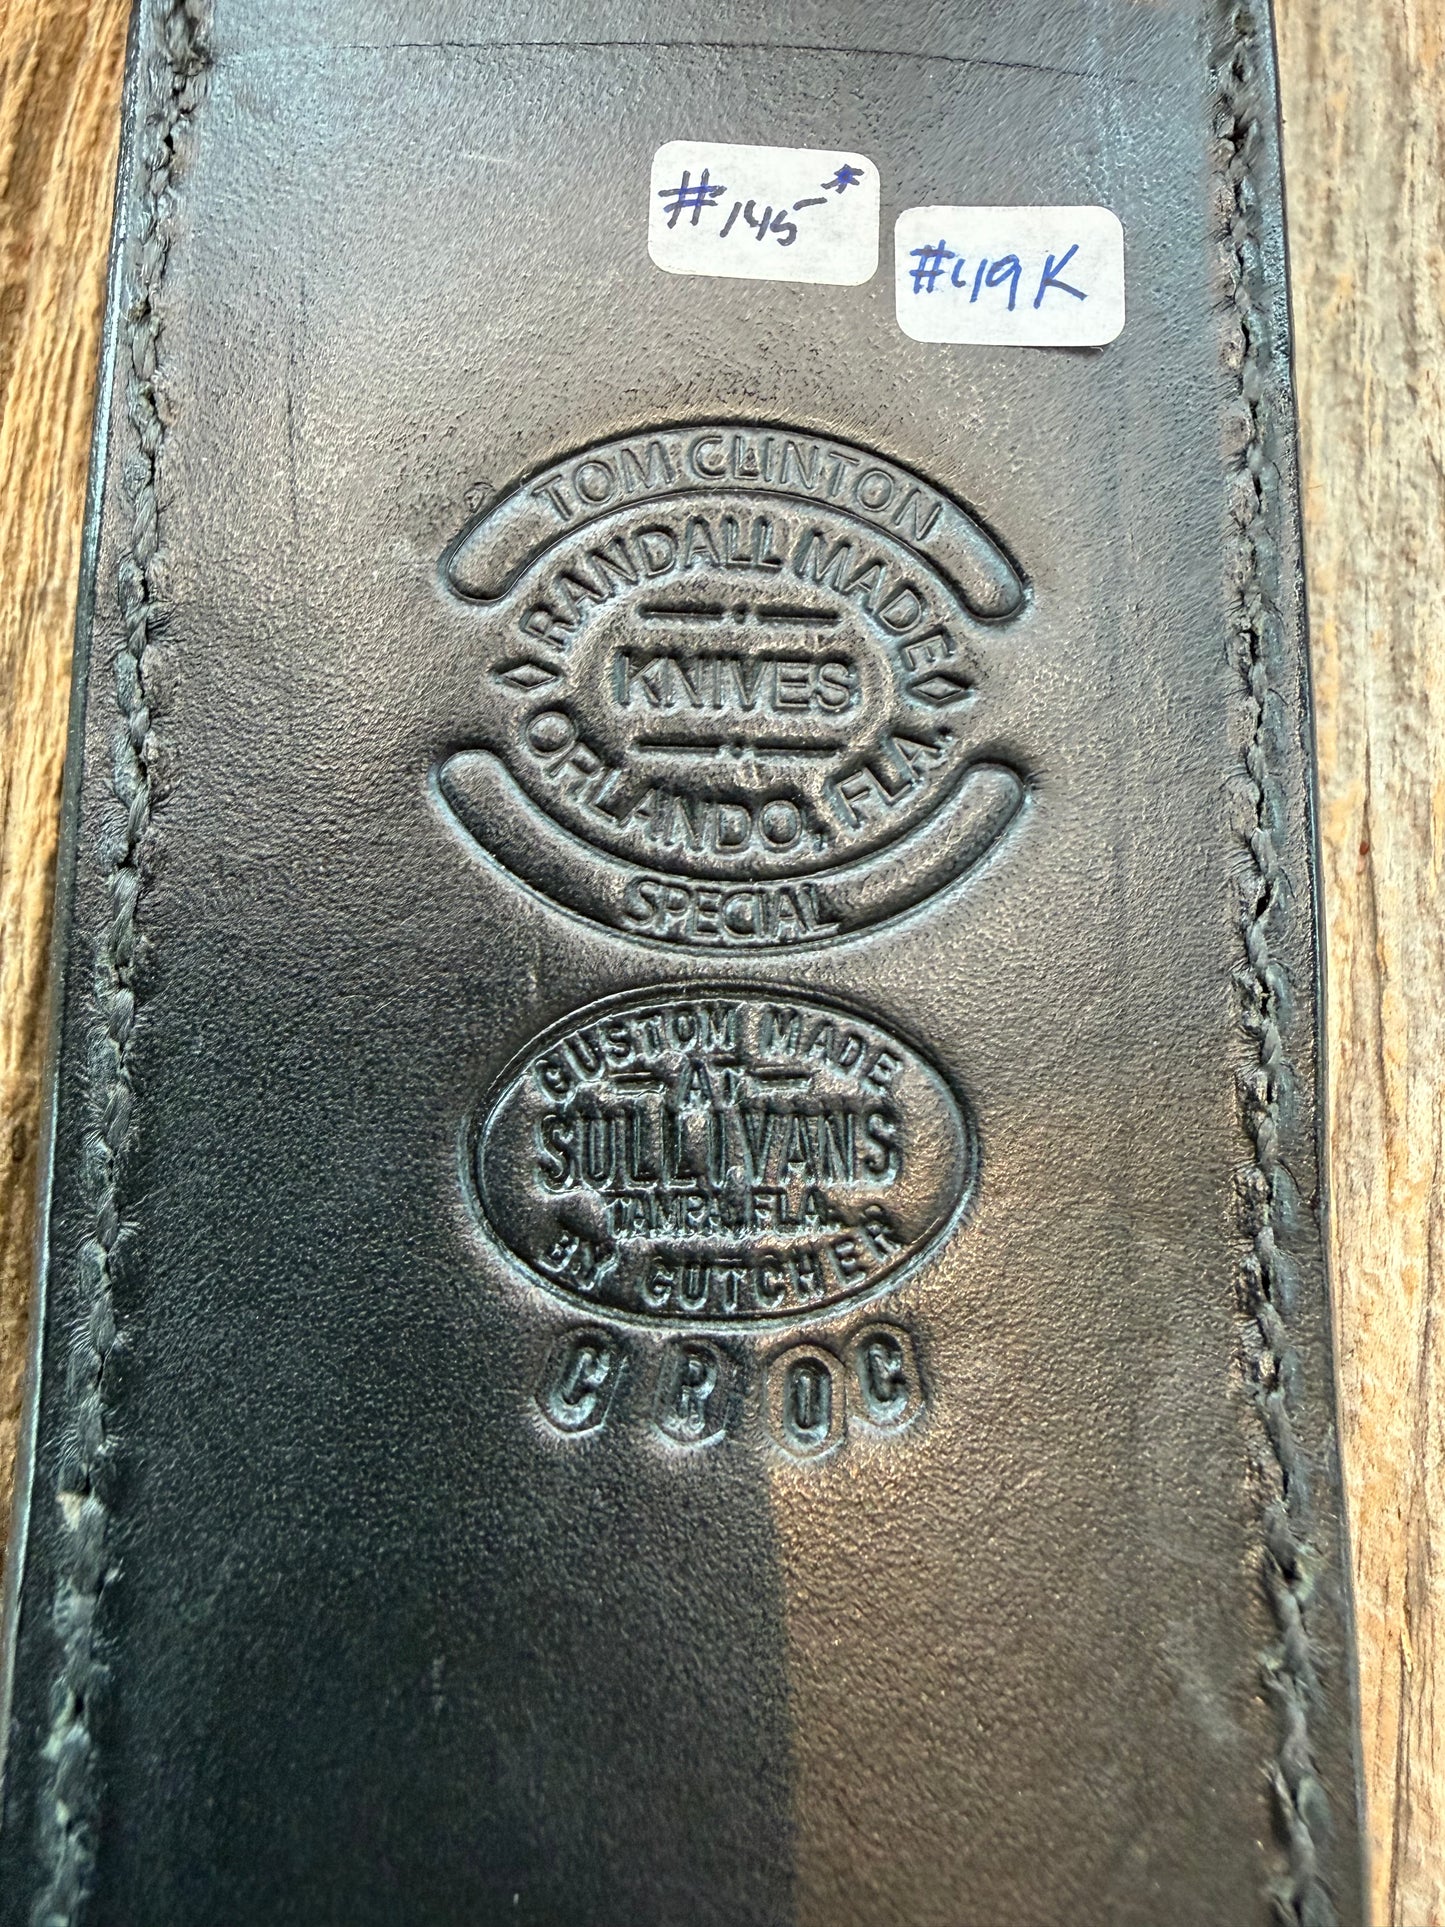 #145-*
#49K
TOM CLINTON
RANDALL MADE
KNIVES
ORLANDO, FLA.
SPECIAL
CUSTOM MADE
AT
SULLIVANS
TAMPA, FLA.
BY GUTCHER
CROC